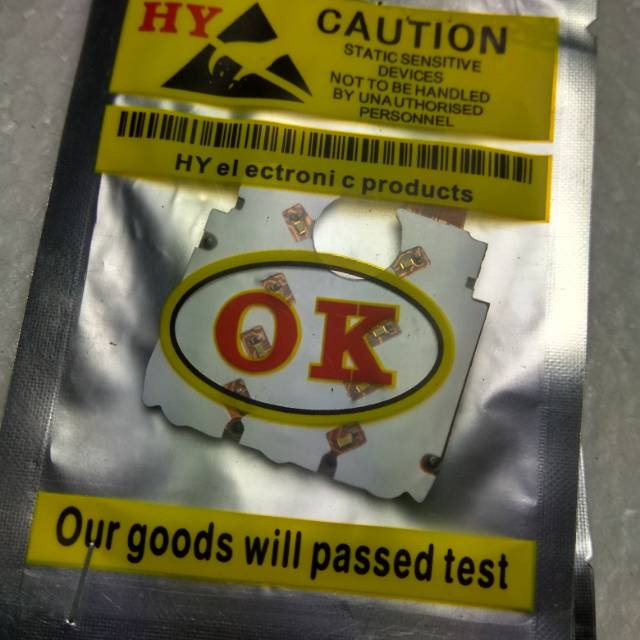 HY
CAUTION
STATIC SENSITIVE
DEVICES
NOT TO BE HANDLED
BY UNAUTHORISED
PERSONNEL
HY el ectroni c products
OK
Our goods will passed test